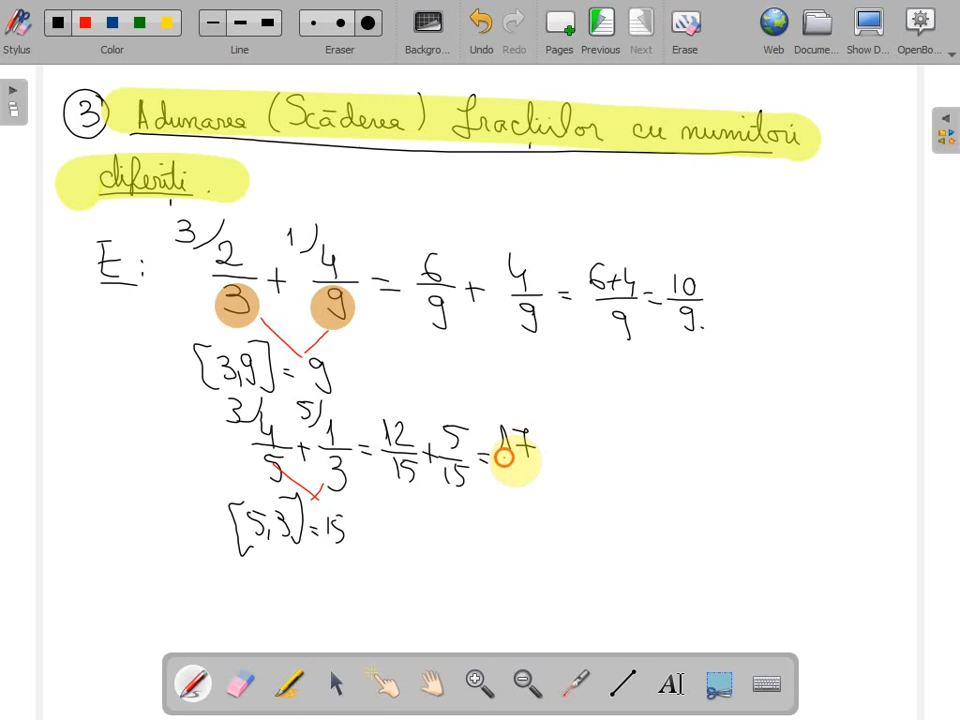 Stylus Color Line Eraser Backgro... Undo Redo Pages Previous Next Erase Web Docume... Show D... OpenBo...
3 Adunarea (Scăderea) fracțiilor cu numitori
diferiți.
E: 3/ 2/3 + 1/ 4/9 = 6/9 + 4/9 = 6+4/9 = 10/9.
[3,9] = 9
3/ 4/5 + 5/ 1/3 = 12/15 + 5/15 = 17
[5,3] = 15